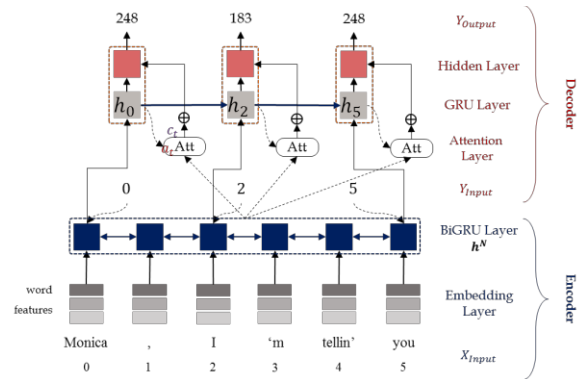 248 183 248 Y_Output
Hidden Layer
h_0 h_2 h_5 GRU Layer
⊕ ⊕ ⊕
c_t
a_t Att Att Att Attention Layer
0 2 5 Y_Input
Decoder
BiGRU Layer
h^N
word
features
Embedding Layer
Encoder
Monica , I 'm tellin' you
0 1 2 3 4 5 X_Input